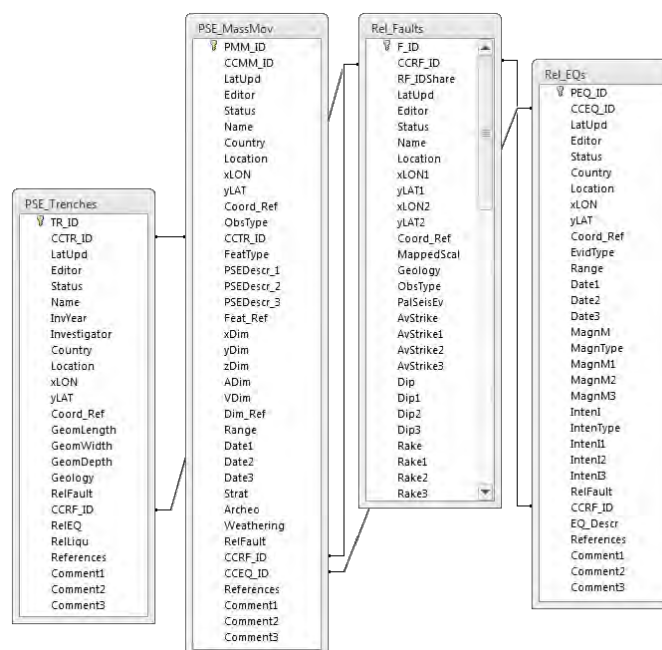 PSE_Trenches
TR_ID
CCTR_ID
LatUpd
Editor
Status
Name
InvYear
Investigator
Country
Location
xLON
yLAT
Coord_Ref
GeomLength
GeomWidth
GeomDepth
Geology
RelFault
CCRF_ID
RelEQ
RelLiqu
References
Comment1
Comment2
Comment3
PSE_MassMov
PMM_ID
CCMM_ID
LatUpd
Editor
Status
Name
Country
Location
xLON
yLAT
Coord_Ref
ObsType
CCTR_ID
FeatType
PSEDescr_1
PSEDescr_2
PSEDescr_3
Feat_Ref
xDim
yDim
zDim
ADim
VDim
Dim_Ref
Range
Date1
Date2
Date3
Strat
Archeo
Weathering
RelFault
CCRF_ID
CCEQ_ID
References
Comment1
Comment2
Comment3
Rel_Faults
F_ID
CCRF_ID
RF_IDShare
LatUpd
Editor
Status
Name
Location
xLON1
yLAT1
xLON2
yLAT2
Coord_Ref
MappedScal
Geology
ObsType
PalSeisEv
AvStrike
AvStrike1
AvStrike2
AvStrike3
Dip
Dip1
Dip2
Dip3
Rake
Rake1
Rake2
Rake3
Rel_EQs
PEQ_ID
CCEQ_ID
LatUpd
Editor
Status
Country
Location
xLON
yLAT
Coord_Ref
EvidType
Range
Date1
Date2
Date3
MagnM
MagnType
MagnM1
MagnM2
MagnM3
IntenI
IntenType
IntenI1
IntenI2
IntenI3
RelFault
CCRF_ID
EQ_Descr
References
Comment1
Comment2
Comment3